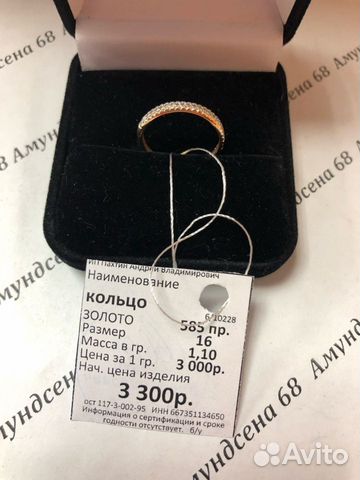 Амундсена 68 Амундсена 68
ИП Пахтин Андрей Владимирович
Наименование
кольцо 6-10228
ЗОЛОТО 585 пр.
Размер 16
Масса в гр. 1,10
Цена за 1 гр. 3 000р.
Нач. цена изделия
3 300р.
ост 117-3-002-95 ИНН 667351134650
Информация о сертификации и сроке
годности отсутствует. б/у
Амундсена 68
Амундсена 68
Avito